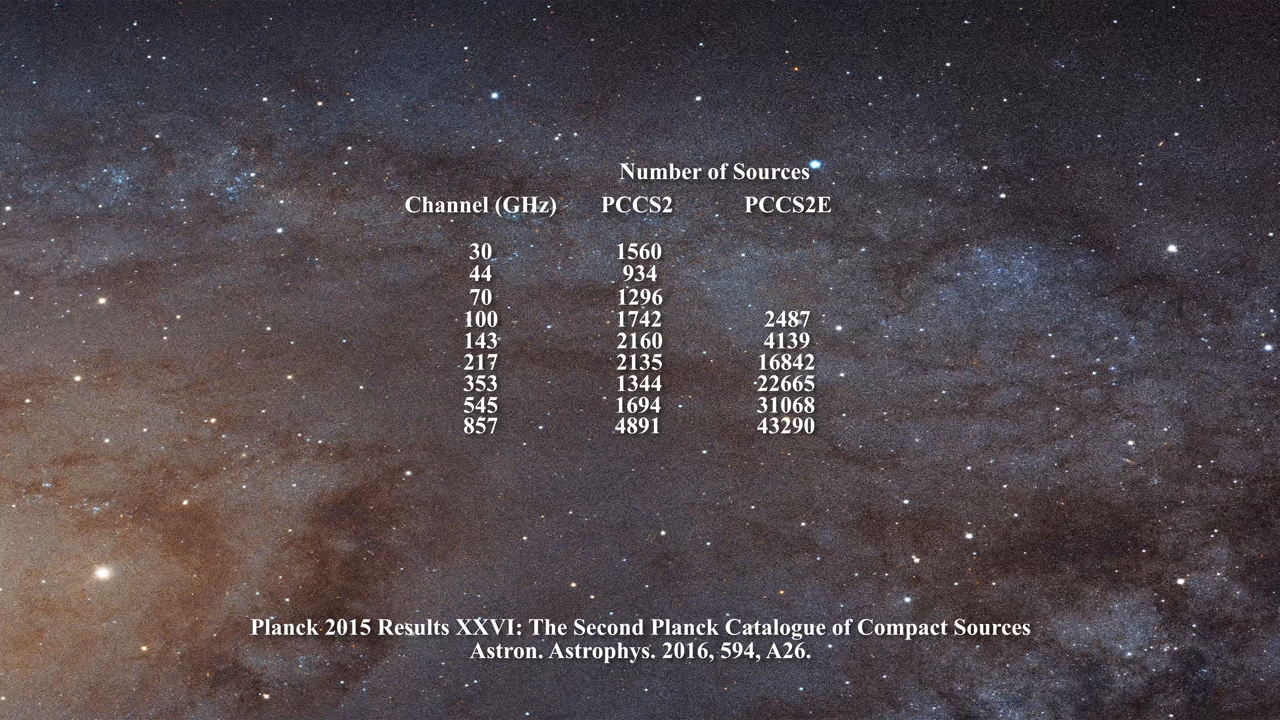 Number of Sources
Channel (GHz) PCCS2 PCCS2E
30 1560
44 934
70 1296
100 1742 2487
143 2160 4139
217 2135 16842
353 1344 22665
545 1694 31068
857 4891 43290
Planck 2015 Results XXVI: The Second Planck Catalogue of Compact Sources
Astron. Astrophys. 2016, 594, A26.